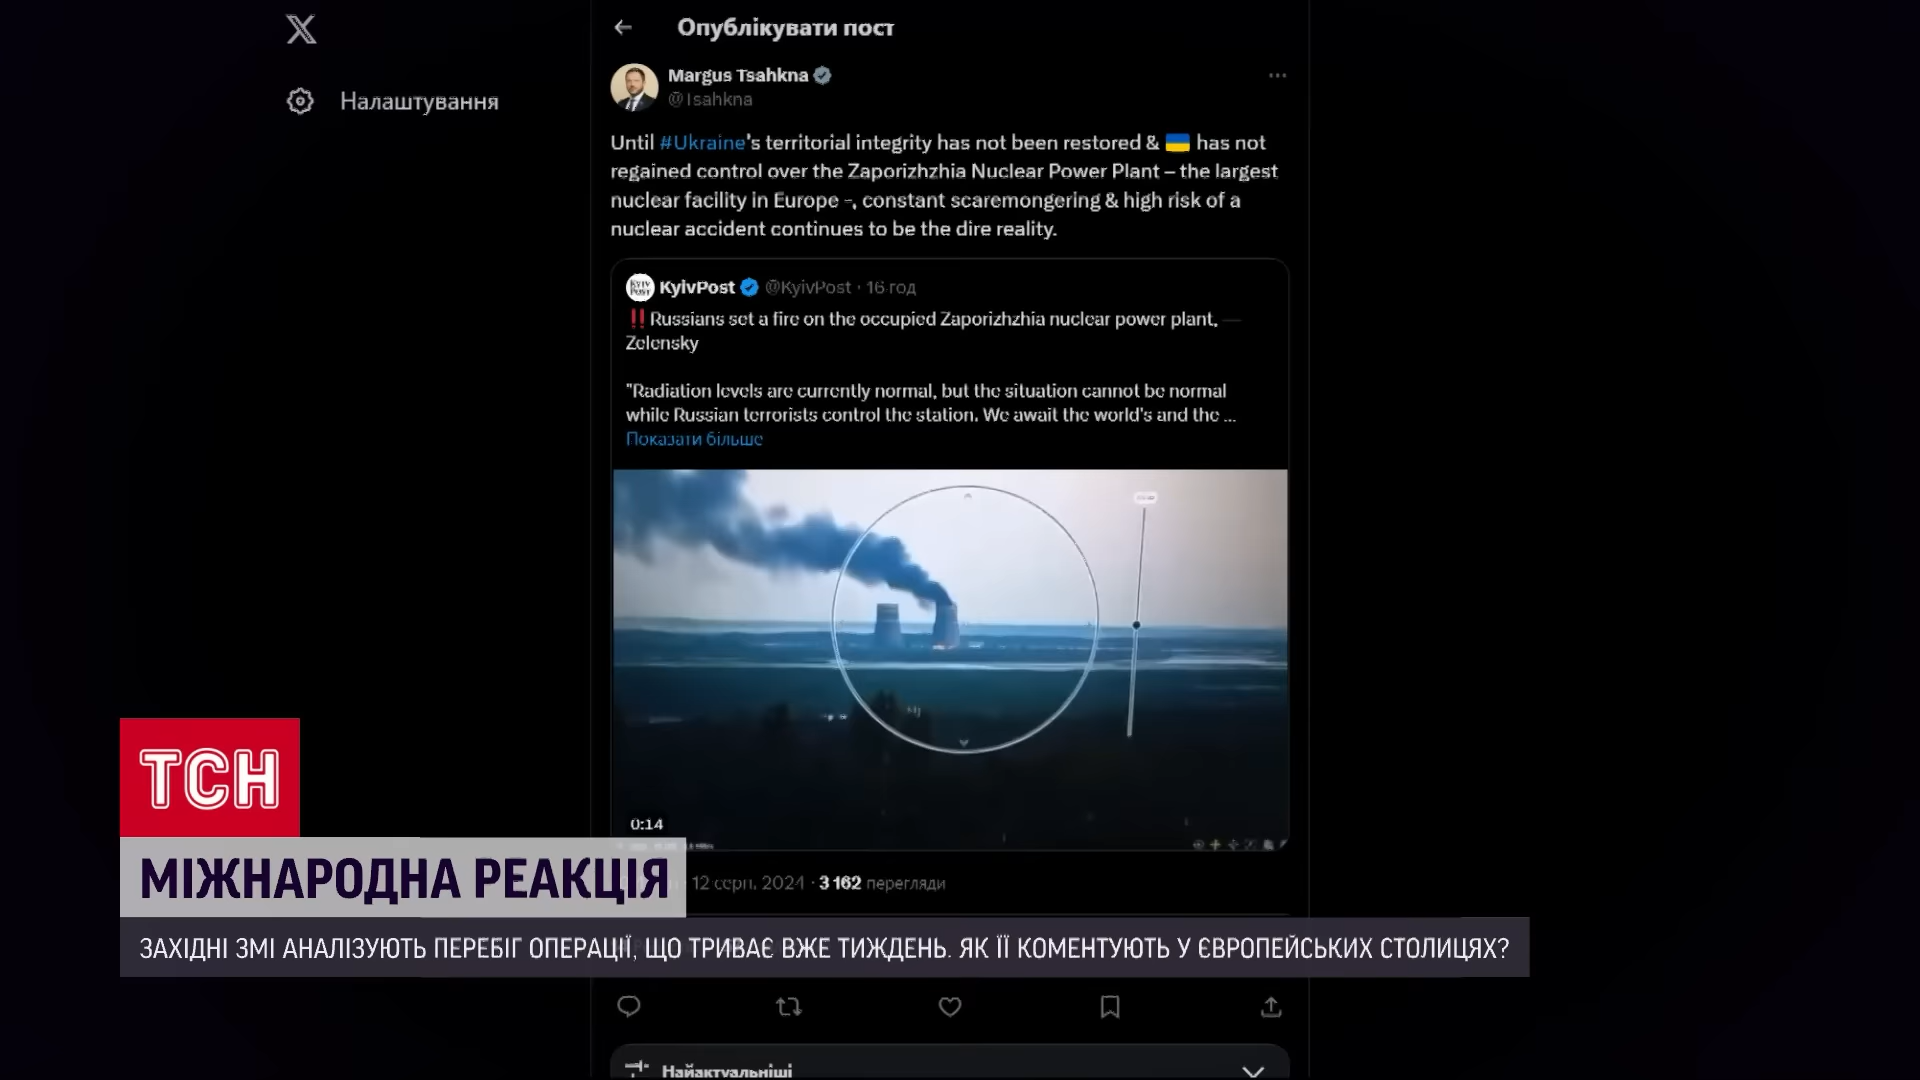 Опублікувати пост
Налаштування
Margus Tsahkna
@Tsahkna
Until #Ukraine's territorial integrity has not been restored & 🇺🇦 has not
regained control over the Zaporizhzhia Nuclear Power Plant – the largest
nuclear facility in Europe -, constant scaremongering & high risk of a
nuclear accident continues to be the dire reality.
KYIV
POST
KyivPost @KyivPost · 16 год
‼️Russians set a fire on the occupied Zaporizhzhia nuclear power plant, —
Zelensky
"Radiation levels are currently normal, but the situation cannot be normal
while Russian terrorists control the station. We await the world's and the ...
Показати більше
0:14
12 серп. 2024 · 3 162 перегляди
ТСН
МІЖНАРОДНА РЕАКЦІЯ
ЗАХІДНІ ЗМІ АНАЛІЗУЮТЬ ПЕРЕБІГ ОПЕРАЦІЇ, ЩО ТРИВАЄ ВЖЕ ТИЖДЕНЬ. ЯК ЇЇ КОМЕНТУЮТЬ У ЄВРОПЕЙСЬКИХ СТОЛИЦЯХ?
Найактуальніші